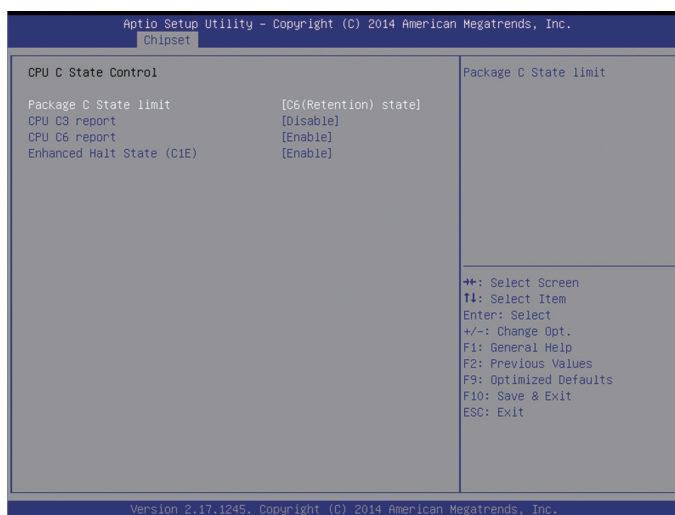 Aptio Setup Utility – Copyright (C) 2014 American Megatrends, Inc.
Chipset
CPU C State Control
Package C State limit [C6(Retention) state]
CPU C3 report [Disable]
CPU C6 report [Enable]
Enhanced Halt State (C1E) [Enable]
Package C State limit
→←: Select Screen
↑↓: Select Item
Enter: Select
+/-: Change Opt.
F1: General Help
F2: Previous Values
F9: Optimized Defaults
F10: Save & Exit
ESC: Exit
Version 2.17.1245. Copyright (C) 2014 American Megatrends, Inc.